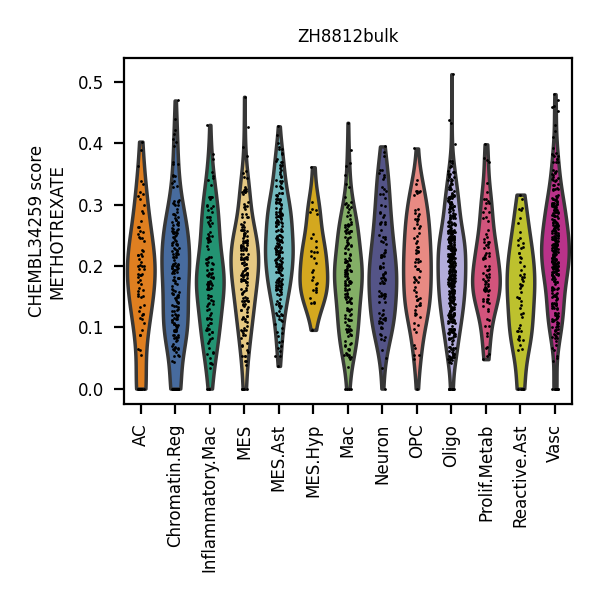 ZH8812bulk
CHEMBL34259 score
METHOTREXATE
0.5
0.4
0.3
0.2
0.1
0.0
AC
Chromatin.Reg
Inflammatory.Mac
MES
MES.Ast
MES.Hyp
Mac
Neuron
OPC
Oligo
Prolif.Metab
Reactive.Ast
Vasc